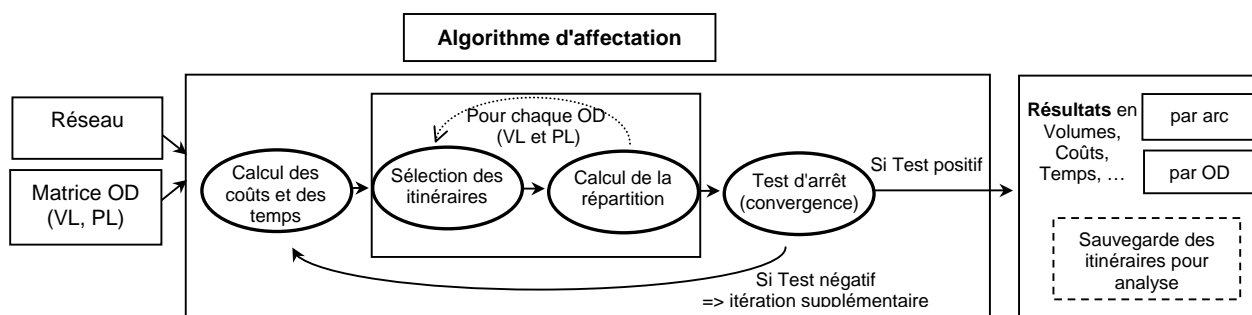 Algorithme d'affectation
Réseau
Matrice OD
(VL, PL)
Calcul des
coûts et des
temps
Pour chaque OD
(VL et PL)
Sélection des
itinéraires
Calcul de la
répartition
Test d'arrêt
(convergence)
Si Test positif
Si Test négatif
=> itération supplémentaire
Résultats en
Volumes,
Coûts,
Temps, …
par arc
par OD
Sauvegarde des
itinéraires pour
analyse